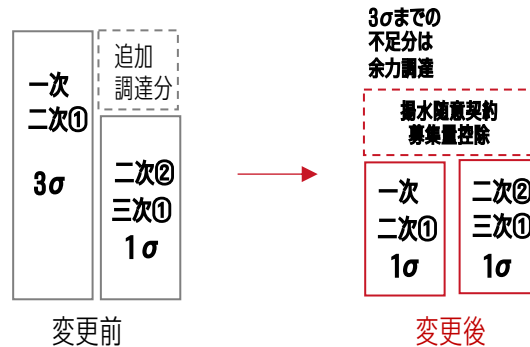 追加
調達分
一次
二次①
3σ
二次②
三次①
1σ
変更前
3σまでの
不足分は
余力調達
揚水随意契約
募集量控除
一次
二次①
1σ
二次②
三次①
1σ
変更後